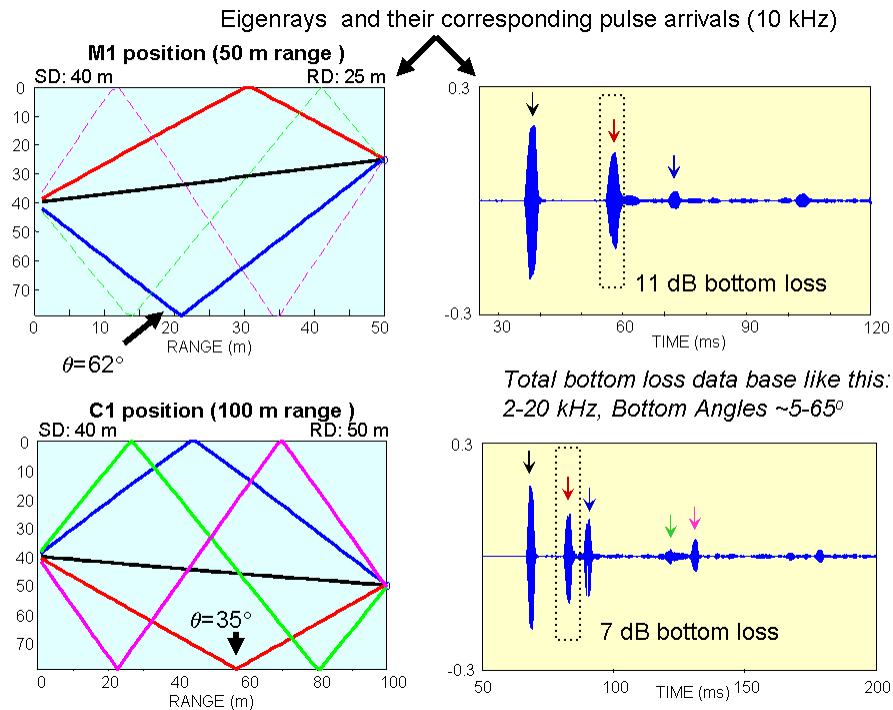 Eigenrays and their corresponding pulse arrivals (10 kHz)
M1 position (50 m range )
SD: 40 m RD: 25 m
0
10
20
30
40
50
60
70
0 10 20 30 40 50
RANGE (m)
θ=62°
0.3
-0.3
11 dB bottom loss
30 60 90 120
TIME (ms)
Total bottom loss data base like this:
2-20 kHz, Bottom Angles ~5-65⁰
C1 position (100 m range )
SD: 40 m RD: 50 m
0
10
20
30
40
50
60
70
θ=35°
0 20 40 60 80 100
RANGE (m)
0.3
-0.3
7 dB bottom loss
50 100 150 200
TIME (ms)